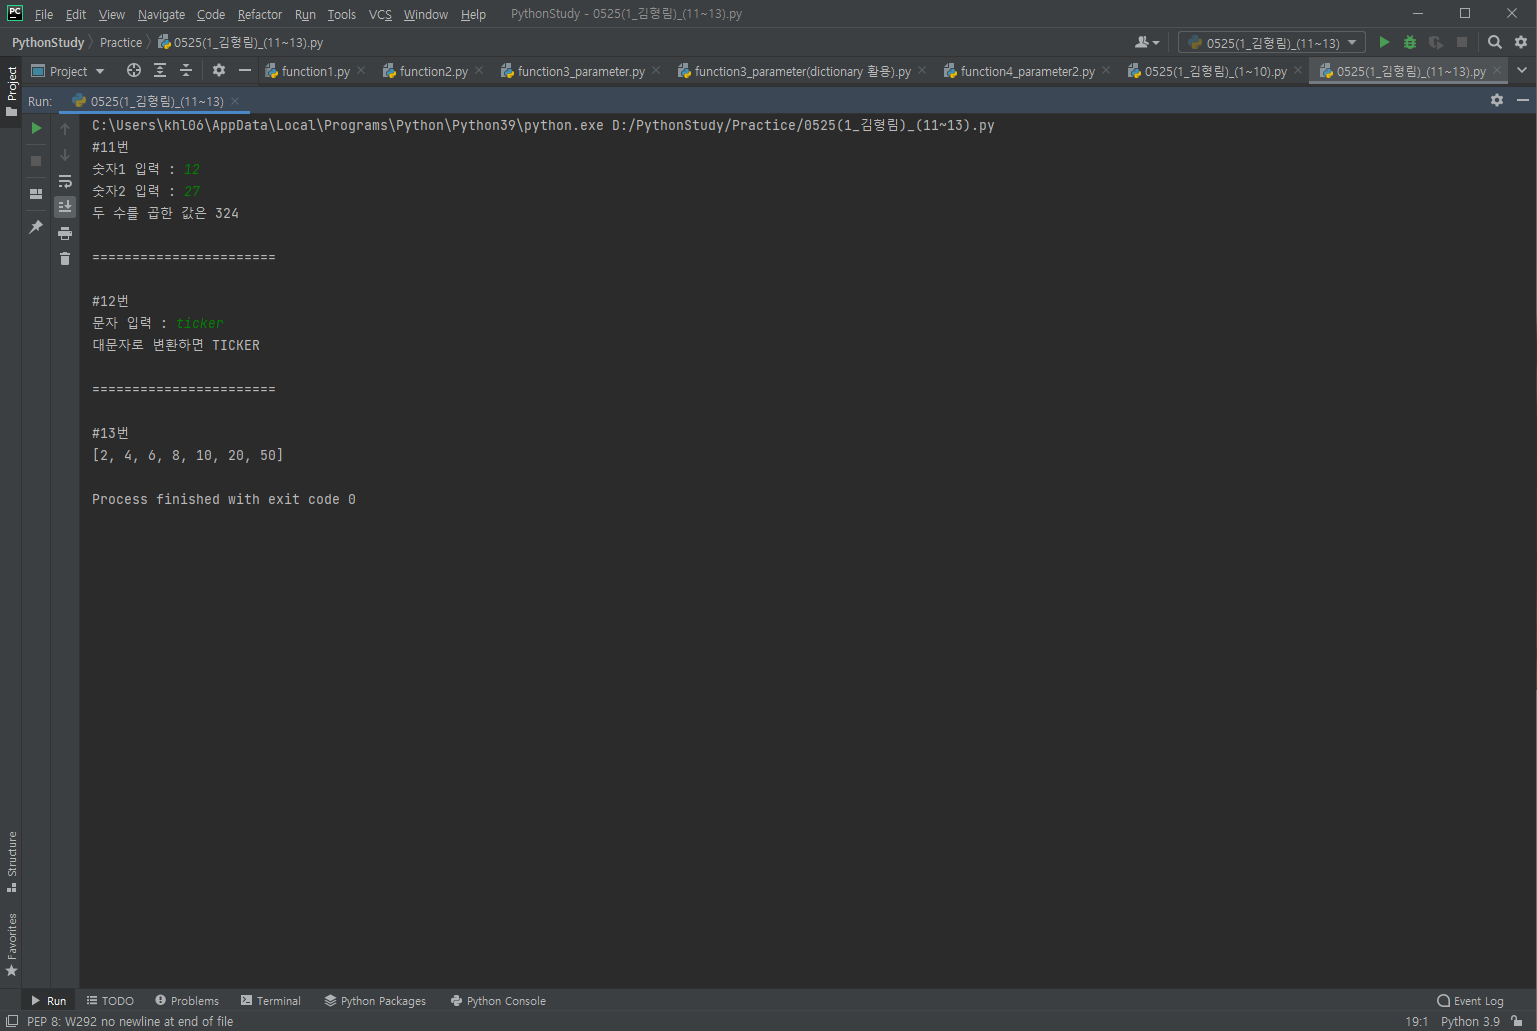 PC File Edit View Navigate Code Refactor Run Tools VCS Window Help PythonStudy - 0525(1_김형림)_(11~13).py
PythonStudy Practice 0525(1_김형림)_(11~13).py 0525(1_김형림)_(11~13)
Project Project function1.py function2.py function3_parameter.py function3_parameter(dictionary 활용).py function4_parameter2.py 0525(1_김형림)_(1~10).py 0525(1_김형림)_(11~13).py
Run: 0525(1_김형림)_(11~13)
C:\Users\khl06\AppData\Local\Programs\Python\Python39\python.exe D:/PythonStudy/Practice/0525(1_김형림)_(11~13).py
#11번
숫자1 입력 : 12
숫자2 입력 : 27
두 수를 곱한 값은 324
=======================
#12번
문자 입력 : ticker
대문자로 변환하면 TICKER
=======================
#13번
[2, 4, 6, 8, 10, 20, 50]
Process finished with exit code 0
Structure
Favorites
Run TODO Problems Terminal Python Packages Python Console Event Log
PEP 8: W292 no newline at end of file 19:1 Python 3.9